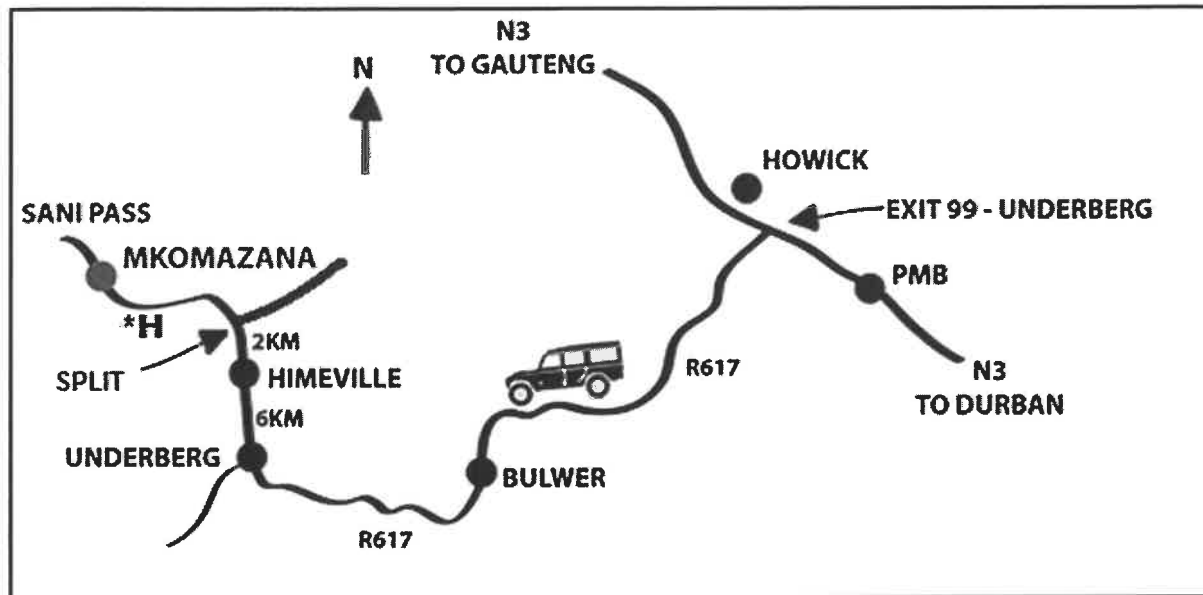 N3
TO GAUTENG
N
HOWICK
SANI PASS
EXIT 99 - UNDERBERG
MKOMAZANA
PMB
*H
2KM
SPLIT
HIMEVILLE
R617
N3
TO DURBAN
6KM
UNDERBERG
BULWER
R617